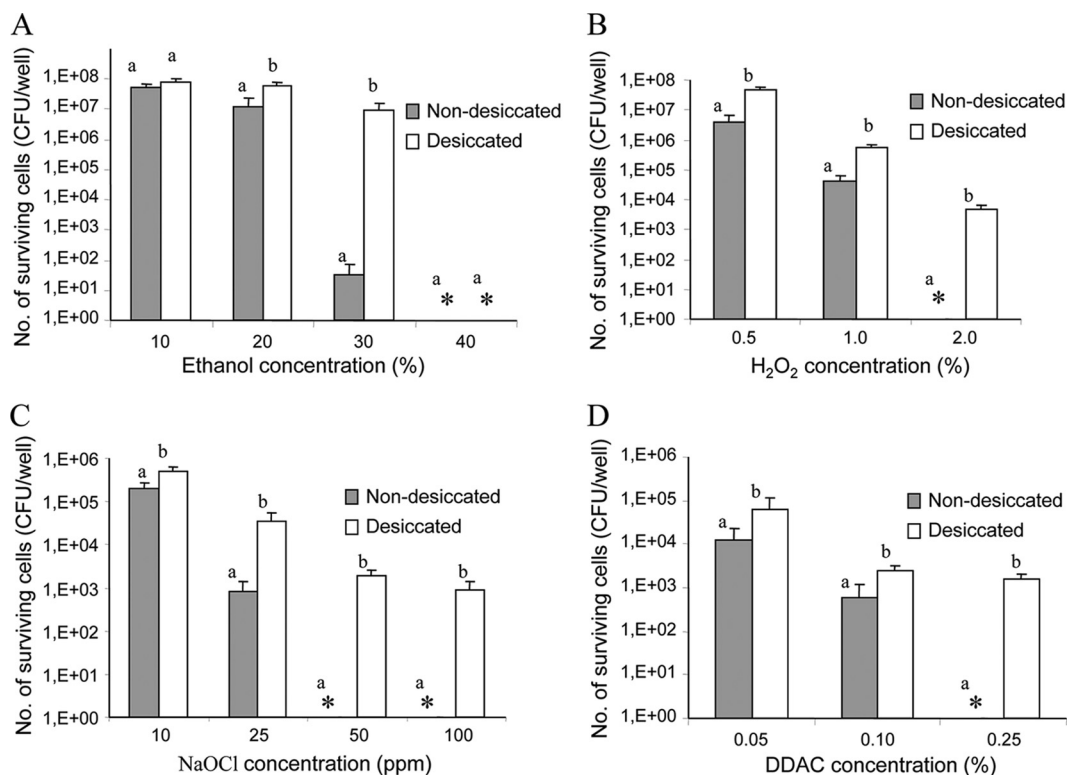 A
No. of surviving cells (CFU/well)
1,E+08
1,E+07
1,E+06
1,E+05
1,E+04
1,E+03
1,E+02
1,E+01
1,E+00
a a
a b
a b
a a
* *
Non-desiccated
Desiccated
10 20 30 40
Ethanol concentration (%)
B
No. of surviving cells (CFU/well)
1,E+08
1,E+07
1,E+06
1,E+05
1,E+04
1,E+03
1,E+02
1,E+01
1,E+00
a b
a b
a b
*
Non-desiccated
Desiccated
0.5 1.0 2.0
H₂O₂ concentration (%)
C
No. of surviving cells (CFU/well)
1,E+06
1,E+05
1,E+04
1,E+03
1,E+02
1,E+01
1,E+00
a b
a b
a b
a b
* *
Non-desiccated
Desiccated
10 25 50 100
NaOCl concentration (ppm)
D
No. of surviving cells (CFU/well)
1,E+06
1,E+05
1,E+04
1,E+03
1,E+02
1,E+01
1,E+00
a b
a b
a b
*
Non-desiccated
Desiccated
0.05 0.10 0.25
DDAC concentration (%)